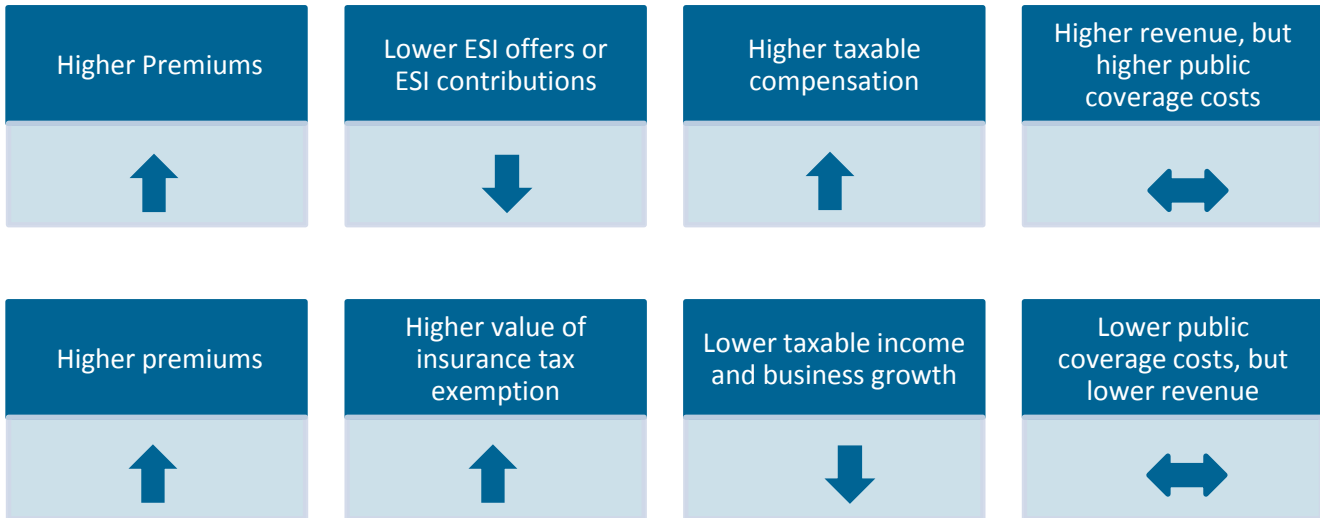 Higher Premiums
Lower ESI offers or
ESI contributions
Higher taxable
compensation
Higher revenue, but
higher public
coverage costs
Higher premiums
Higher value of
insurance tax
exemption
Lower taxable income
and business growth
Lower public
coverage costs, but
lower revenue